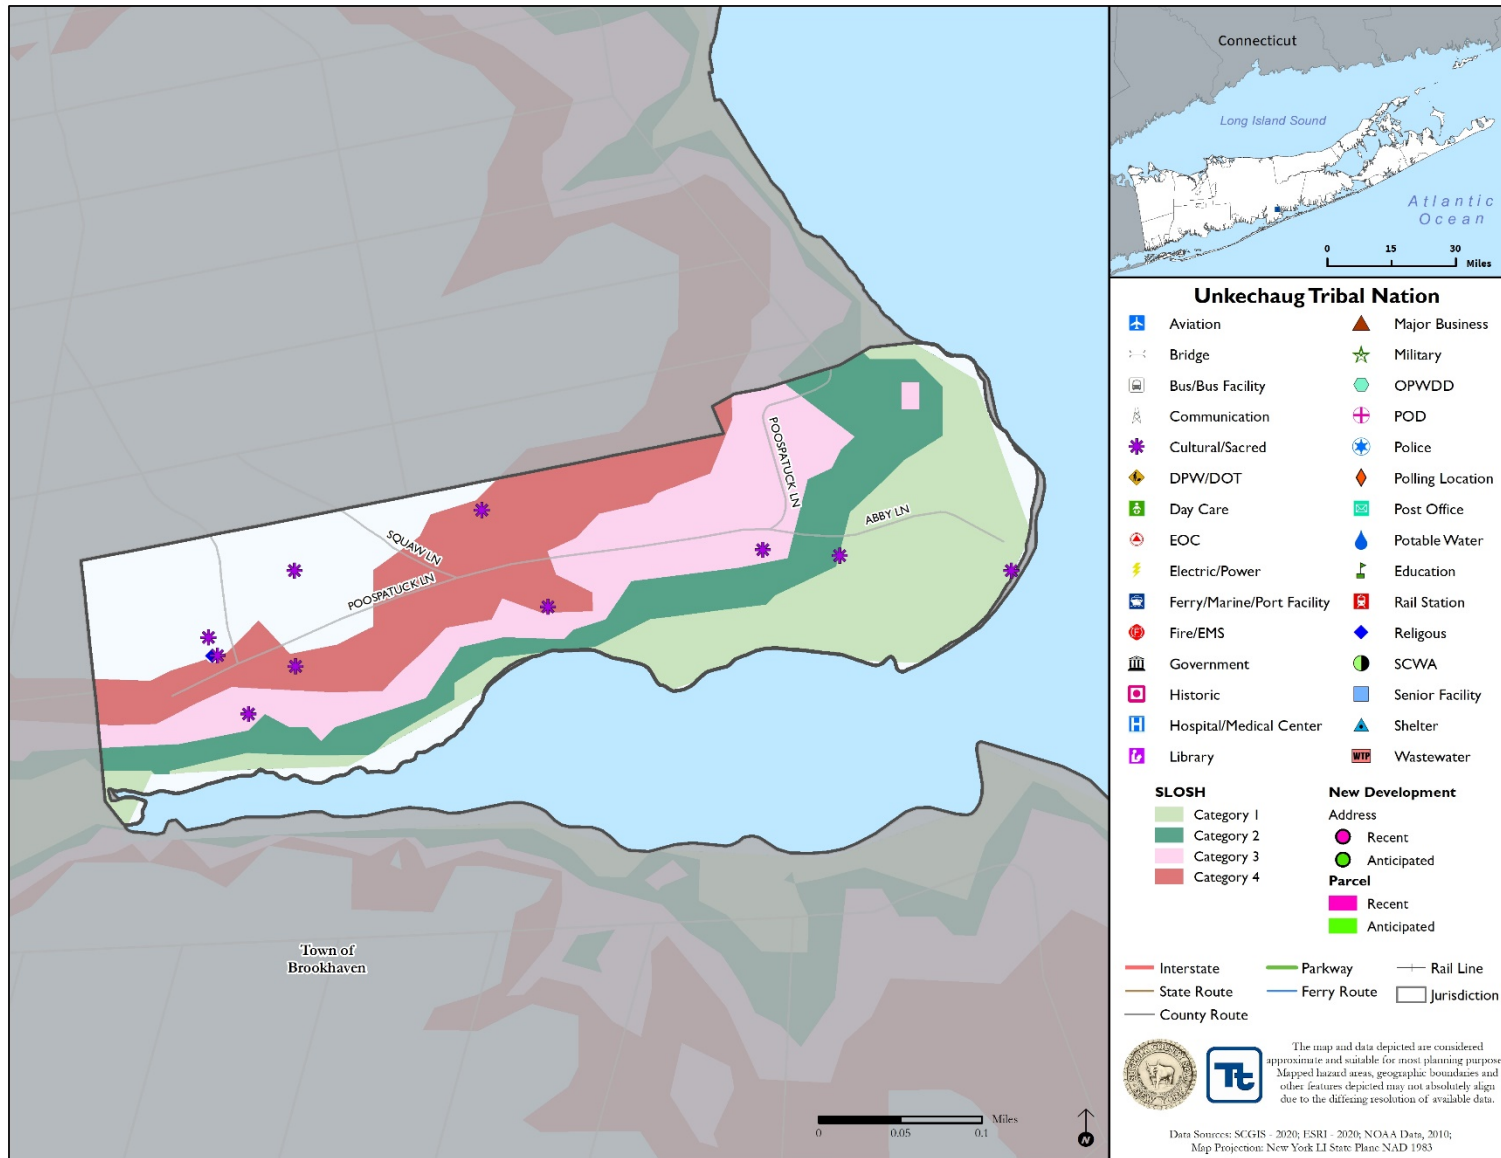 Connecticut
Long Island Sound
Atlantic
Ocean
0 15 30
Miles
POOSPATUCK LN
ABBY LN
SQUAW LN
POOSPATUCK LN
Town of
Brookhaven
Miles
0 0.05 0.1
N
Unkechaug Tribal Nation
Aviation
Bridge
Bus/Bus Facility
Communication
Cultural/Sacred
DPW/DOT
Day Care
EOC
Electric/Power
Ferry/Marine/Port Facility
Fire/EMS
Government
Historic
Hospital/Medical Center
Library
Major Business
Military
OPWDD
POD
Police
Polling Location
Post Office
Potable Water
Education
Rail Station
Religous
SCWA
Senior Facility
Shelter
WTP Wastewater
SLOSH
Category 1
Category 2
Category 3
Category 4
New Development
Address
Recent
Anticipated
Parcel
Recent
Anticipated
Interstate
State Route
County Route
Parkway
Ferry Route
Rail Line
Jurisdiction
Tt
The map and data depicted are considered
approximate and suitable for most planning purpose
Mapped hazard areas, geographic boundaries and
other features depicted may not absolutely align
due to the differing resolution of available data.
Data Sources: SCGIS - 2020; ESRI - 2020; NOAA Data, 2010;
Map Projection: New York LI State Plane NAD 1983